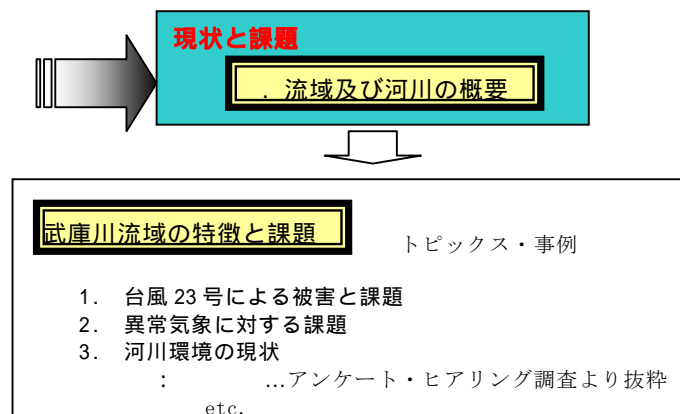 現状と課題
．流域及び河川の概要
武庫川流域の特徴と課題
トピックス・事例
1． 台風 23 号による被害と課題
2． 異常気象に対する課題
3． 河川環境の現状
： …アンケート・ヒアリング調査より抜粋
etc.